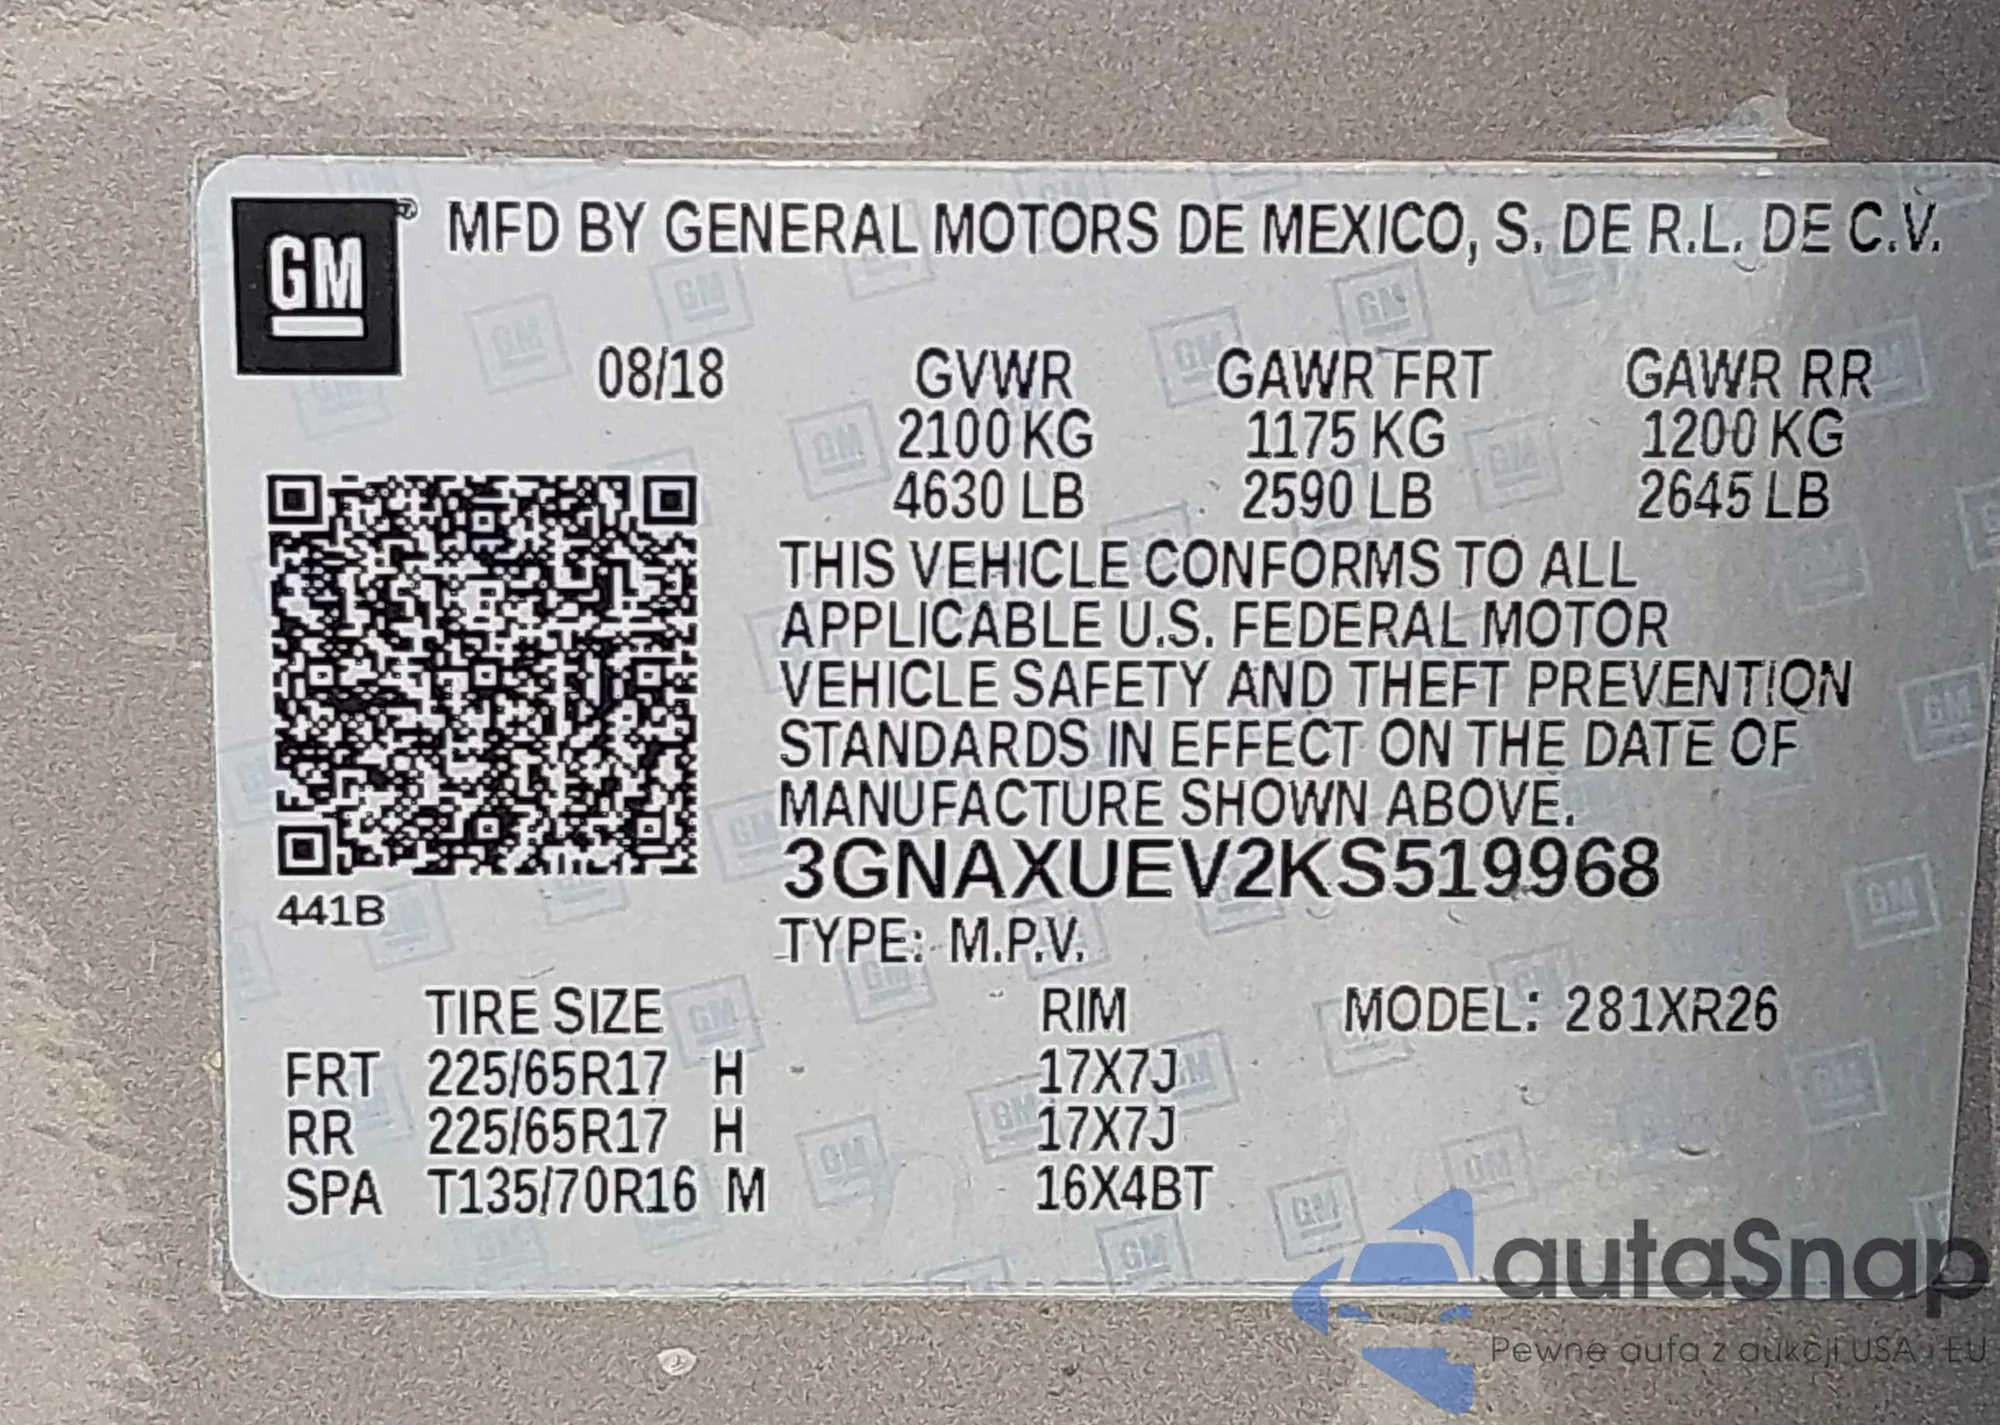 GM ® MFD BY GENERAL MOTORS DE MEXICO, S. DE R.L. DE C.V.
08/18 GVWR GAWR FRT GAWR RR
2100 KG 1175 KG 1200 KG
4630 LB 2590 LB 2645 LB
THIS VEHICLE CONFORMS TO ALL
APPLICABLE U.S. FEDERAL MOTOR
VEHICLE SAFETY AND THEFT PREVENTION
STANDARDS IN EFFECT ON THE DATE OF
MANUFACTURE SHOWN ABOVE.
3GNAXUEV2KS519968
441B
TYPE: M.P.V.
TIRE SIZE RIM MODEL: 281XR26
FRT 225/65R17 H 17X7J
RR 225/65R17 H 17X7J
SPA T135/70R16 M 16X4BT
autaSnap
Pewne auta z aukcji USA i EU